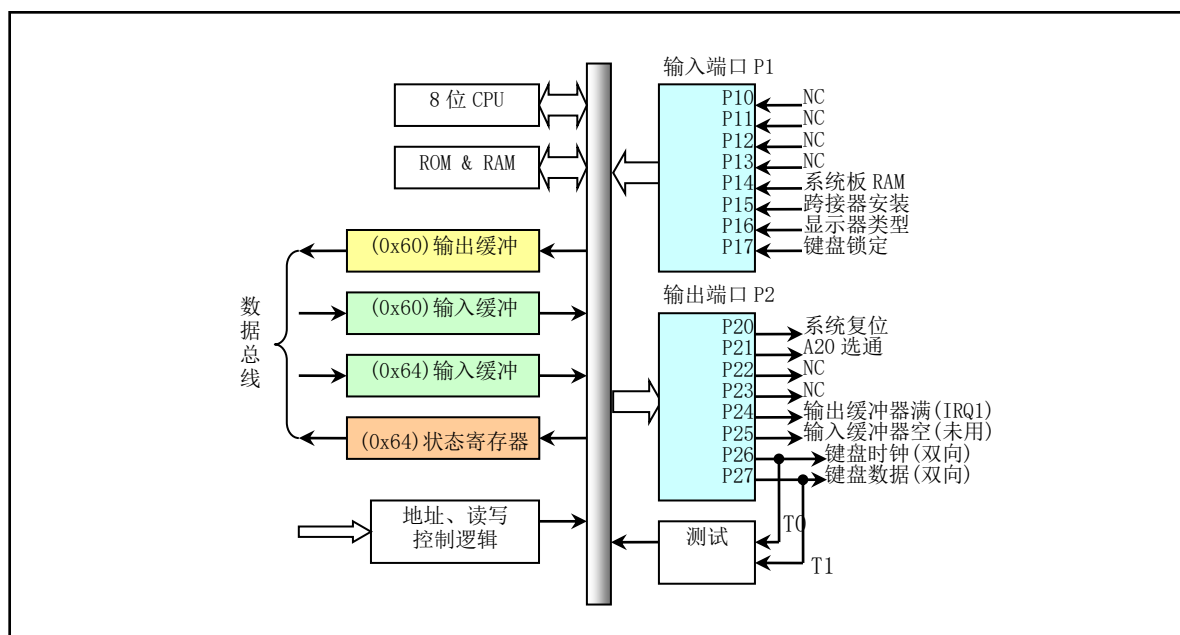 输入端口 P1
8 位 CPU
ROM & RAM
P10
NC
P11
NC
P12
NC
P13
NC
P14
系统板 RAM
P15
跨接器安装
P16
显示器类型
P17
键盘锁定
数据总线
(0x60)输出缓冲
(0x60)输入缓冲
(0x64)输入缓冲
(0x64)状态寄存器
地址、读写
控制逻辑
输出端口 P2
P20
系统复位
P21
A20 选通
P22
NC
P23
NC
P24
输出缓冲器满(IRQ1)
P25
输入缓冲器空(未用)
P26
键盘时钟(双向)
P27
键盘数据(双向)
测试
T0
T1